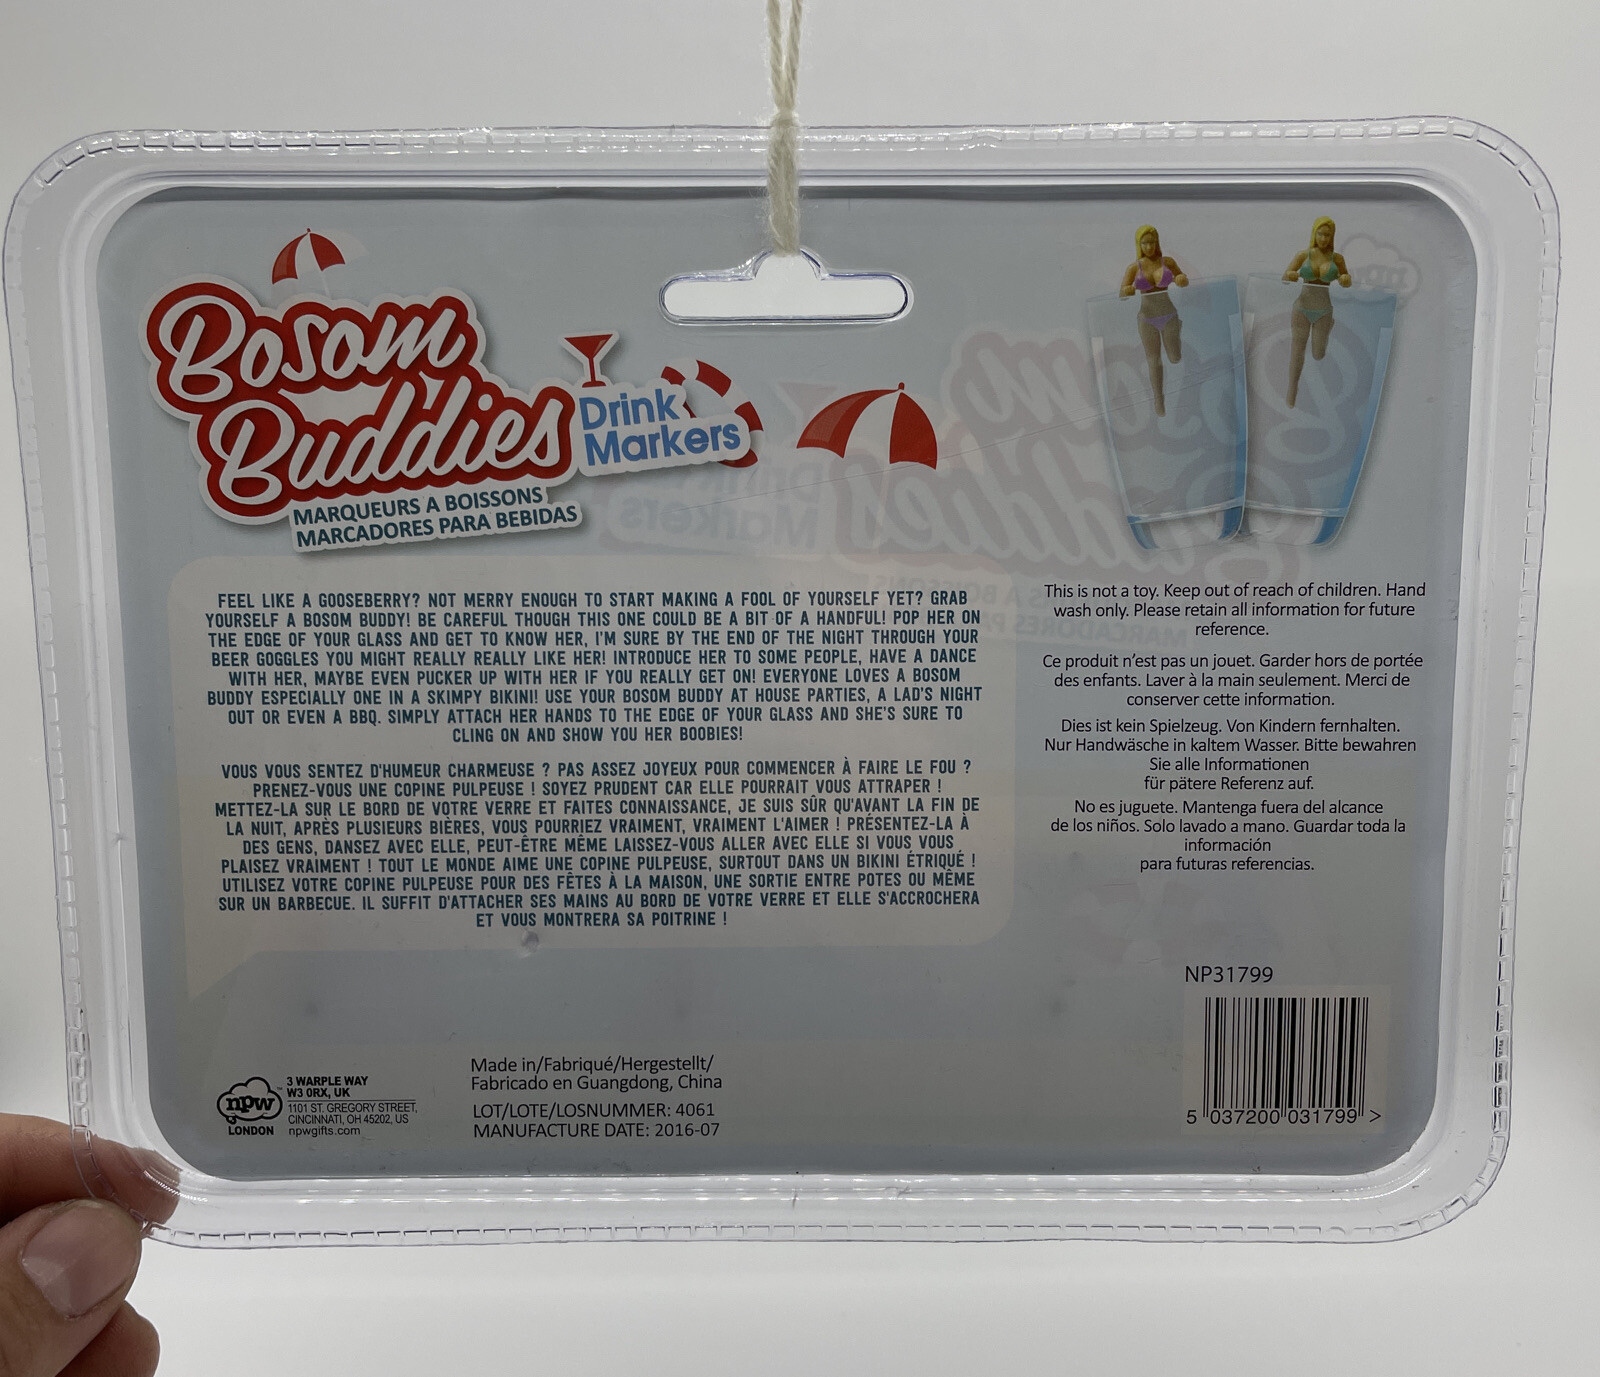 Bosom
Buddies
Drink
Markers
MARQUEURS A BOISSONS
MARCADORES PARA BEBIDAS
FEEL LIKE A GOOSEBERRY? NOT MERRY ENOUGH TO START MAKING A FOOL OF YOURSELF YET? GRAB
YOURSELF A BOSOM BUDDY! BE CAREFUL THOUGH THIS ONE COULD BE A BIT OF A HANDFUL! POP HER ON
THE EDGE OF YOUR GLASS AND GET TO KNOW HER, I'M SURE BY THE END OF THE NIGHT THROUGH YOUR
BEER GOGGLES YOU MIGHT REALLY REALLY LIKE HER! INTRODUCE HER TO SOME PEOPLE, HAVE A DANCE
WITH HER, MAYBE EVEN PUCKER UP WITH HER IF YOU REALLY GET ON! EVERYONE LOVES A BOSOM
BUDDY ESPECIALLY ONE IN A SKIMPY BIKINI! USE YOUR BOSOM BUDDY AT HOUSE PARTIES, A LAD'S NIGHT
OUT OR EVEN A BBQ. SIMPLY ATTACH HER HANDS TO THE EDGE OF YOUR GLASS AND SHE'S SURE TO
CLING ON AND SHOW YOU HER BOOBIES!
VOUS VOUS SENTEZ D'HUMEUR CHARMEUSE ? PAS ASSEZ JOYEUX POUR COMMENCER À FAIRE LE FOU ?
PRENEZ-VOUS UNE COPINE PULPEUSE ! SOYEZ PRUDENT CAR ELLE POURRAIT VOUS ATTRAPER !
METTEZ-LA SUR LE BORD DE VOTRE VERRE ET FAITES CONNAISSANCE, JE SUIS SÛR QU'AVANT LA FIN DE
LA NUIT, APRÈS PLUSIEURS BIÈRES, VOUS POURRIEZ VRAIMENT, VRAIMENT L'AIMER ! PRÉSENTEZ-LA À
DES GENS, DANSEZ AVEC ELLE, PEUT-ÊTRE MÊME LAISSEZ-VOUS ALLER AVEC ELLE SI VOUS VOUS
PLAISEZ VRAIMENT ! TOUT LE MONDE AIME UNE COPINE PULPEUSE, SURTOUT DANS UN BIKINI ÉTRIQUÉ !
UTILISEZ VOTRE COPINE PULPEUSE POUR DES FÊTES À LA MAISON, UNE SORTIE ENTRE POTES OU MÊME
SUR UN BARBECUE. IL SUFFIT D'ATTACHER SES MAINS AU BORD DE VOTRE VERRE ET ELLE S'ACCROCHERA
ET VOUS MONTRERA SA POITRINE !
This is not a toy. Keep out of reach of children. Hand
wash only. Please retain all information for future
reference.
Ce produit n'est pas un jouet. Garder hors de portée
des enfants. Laver à la main seulement. Merci de
conserver cette information.
Dies ist kein Spielzeug. Von Kindern fernhalten.
Nur Handwäsche in kaltem Wasser. Bitte bewahren
Sie alle Informationen
für pätere Referenz auf.
No es juguete. Mantenga fuera del alcance
de los niños. Solo lavado a mano. Guardar toda la
información
para futuras referencias.
NP31799
5 037200 031799 >
npw
LONDON
3 WARPLE WAY
W3 0RX, UK
1101 ST. GREGORY STREET,
CINCINNATI, OH 45202, US
npwgifts.com
Made in/Fabriqué/Hergestellt/
Fabricado en Guangdong, China
LOT/LOTE/LOSNUMMER: 4061
MANUFACTURE DATE: 2016-07